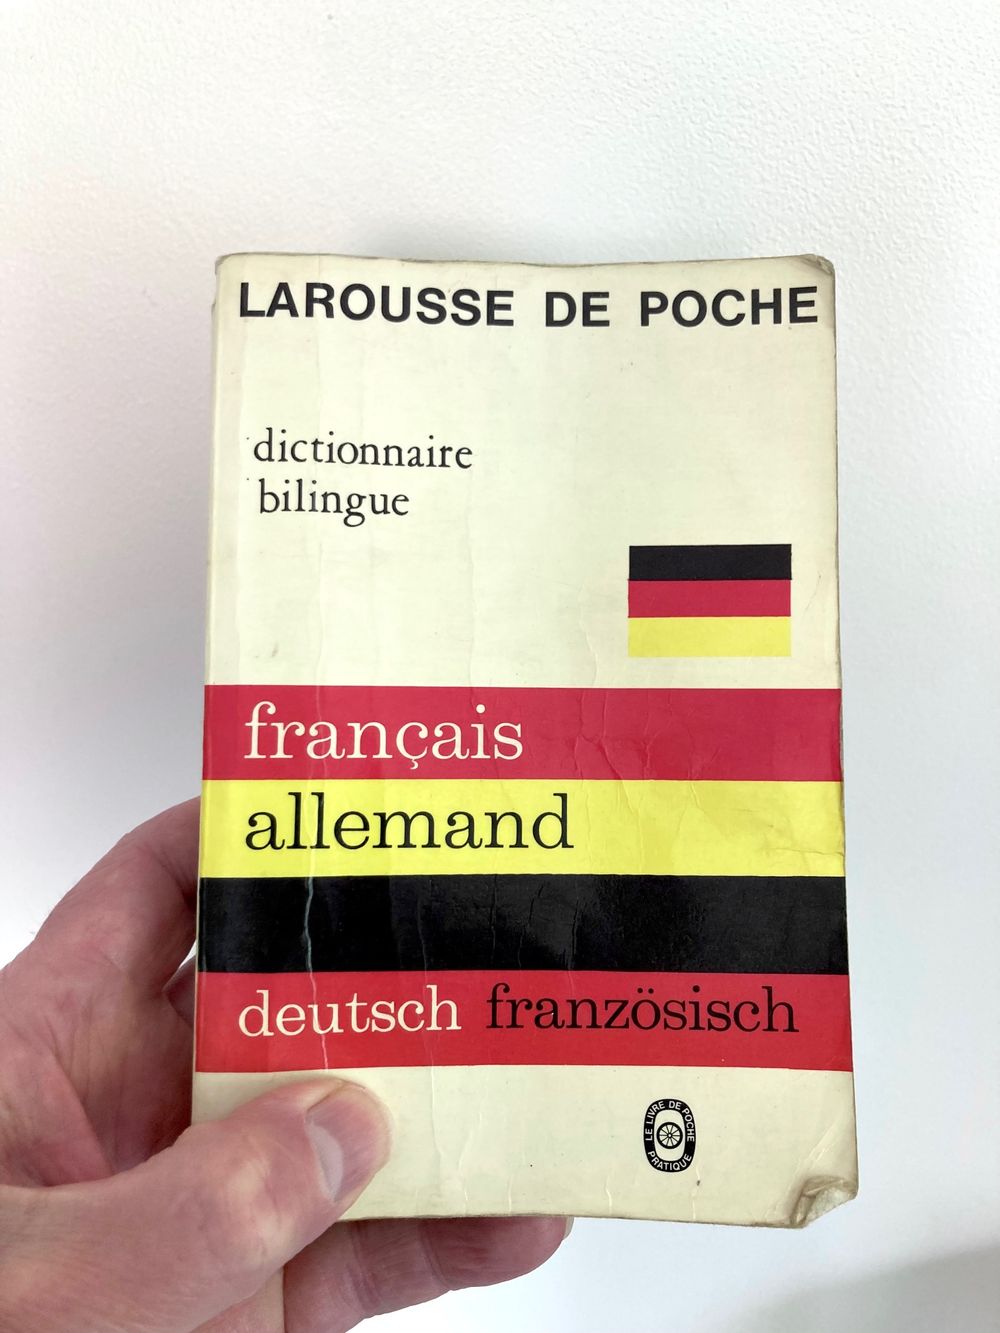 LAROUSSE DE POCHE
dictionnaire
bilingue
français
allemand
deutsch französisch
LE LIVRE DE POCHE
PRATIQUE